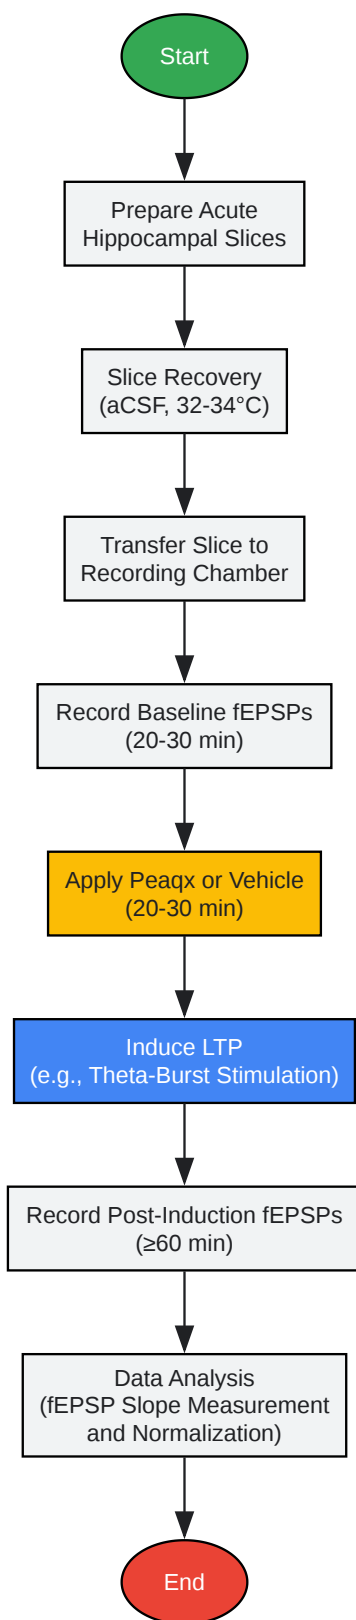 Start
Prepare Acute
Hippocampal Slices
Slice Recovery
(aCSF, 32-34°C)
Transfer Slice to
Recording Chamber
Record Baseline fEPSPs
(20-30 min)
Apply Peaqx or Vehicle
(20-30 min)
Induce LTP
(e.g., Theta-Burst Stimulation)
Record Post-Induction fEPSPs
(≥60 min)
Data Analysis
(fEPSP Slope Measurement
and Normalization)
End